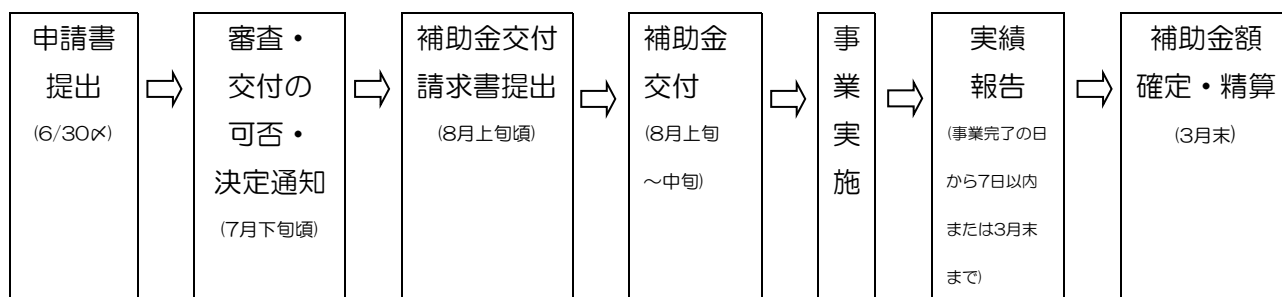 申請書
提出
(6/30〆)
審査・
交付の
可否・
決定通知
(7月下旬頃)
補助金交付
請求書提出
(8月上旬頃)
補助金
交付
(8月上旬
～中旬)
事
業
実
施
実績
報告
(事業完了の日
から7日以内
または3月末
まで)
補助金額
確定・精算
(3月末)